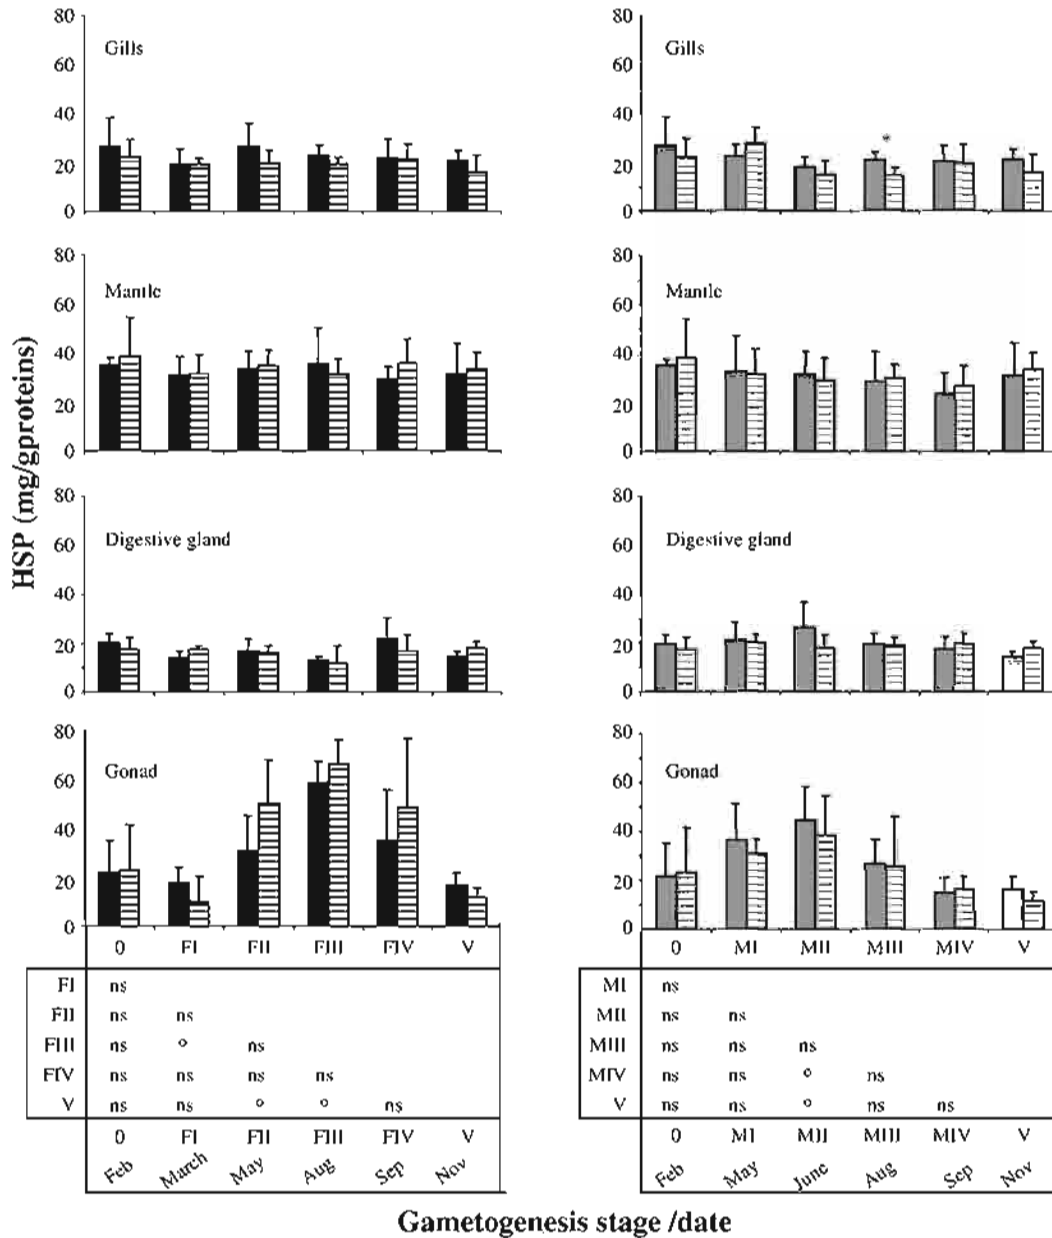 80
Gills
60
40
20
0
80
Gills
60
40
*
20
0
HSP (mg/gproteins)
80
Mantle
60
40
20
0
80
Mantle
60
40
20
0
80
Digestive gland
60
40
20
0
80
Digestive gland
60
40
20
0
80
Gonad
60
40
20
0
80
Gonad
60
40
20
0
0 FI FII FIII FIV V
FI ns
FII ns ns
FIII ns ° ns
FIV ns ns ns ns
V ns ns ° ° ns
0 FI FII FIII FIV V
Feb March May Aug Sep Nov
0 MI MII MIII MIV V
MI ns
MII ns ns
MIII ns ns ns
MIV ns ns ° ns
V ns ns ° ns ns
0 MI MII MIII MIV V
Feb May June Aug Sep Nov
Gametogenesis stage /date